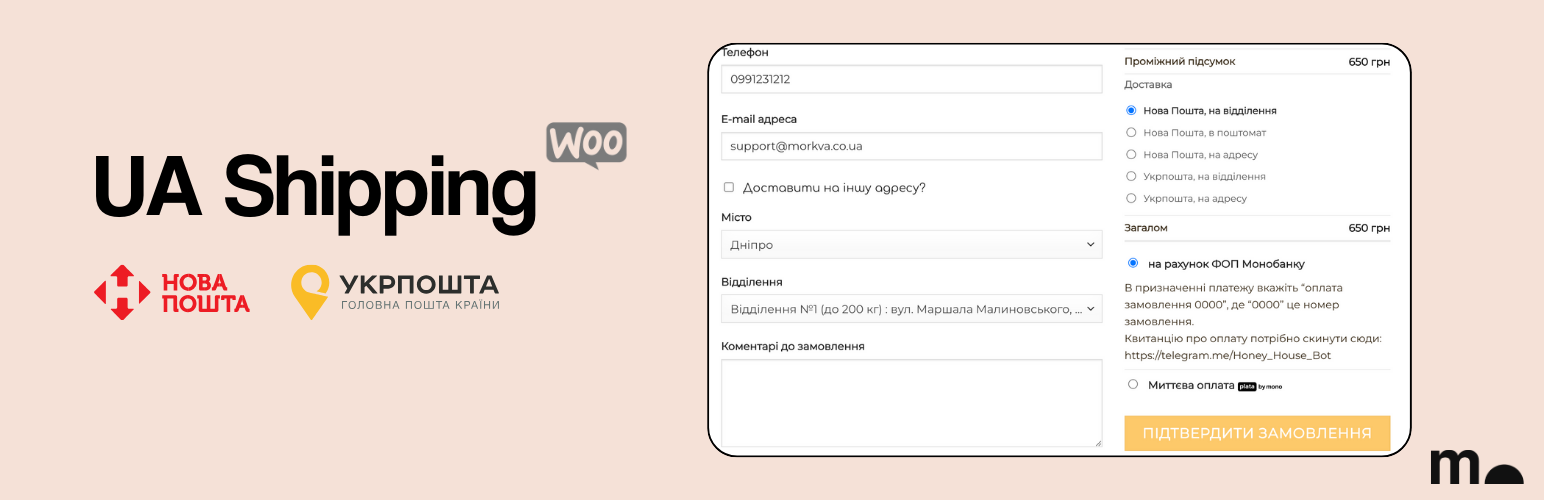 UA Shipping
WOO
НОВА
ПОШТА
УКРПОШТА
ГОЛОВНА ПОШТА КРАЇНИ
Телефон
0991231212
E-mail адреса
support@morkva.co.ua
Доставити на іншу адресу?
Місто
Дніпро
Відділення
Відділення №1 (до 200 кг) : вул. Маршала Малиновського, ...
Коментарі до замовлення
Проміжний підсумок 650 грн
Доставка
Нова Пошта, на відділення
Нова Пошта, в поштомат
Нова Пошта, на адресу
Укрпошта, на відділення
Укрпошта, на адресу
Загалом 650 грн
на рахунок ФОП Монобанку
В призначенні платежу вкажіть "оплата
замовлення 0000", де "0000" це номер
замовлення.
Квитанцію про оплату потрібно скинути сюди:
https://telegram.me/Honey_House_Bot
Миттєва оплата plata by mono
ПІДТВЕРДИТИ ЗАМОВЛЕННЯ
m